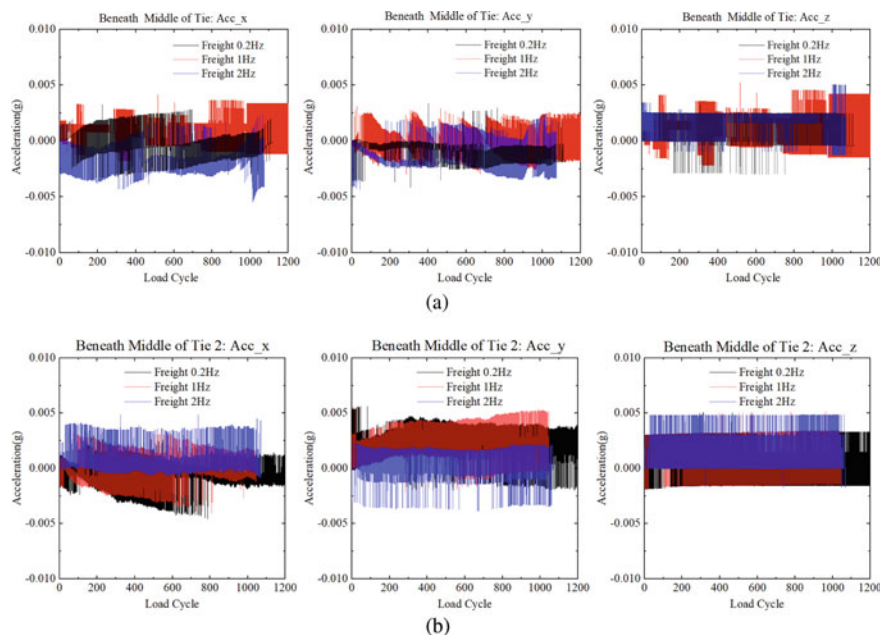 Beneath Middle of Tie: Acc_x
Beneath Middle of Tie: Acc_y
Beneath Middle of Tie: Acc_z
0.010
0.005
0.000
-0.005
-0.010
Acceleration(g)
Freight 0.2Hz
Freight 1Hz
Freight 2Hz
0 200 400 600 800 1000 1200
Load Cycle
0.010
0.005
0.000
-0.005
-0.010
Acceleration(g)
Freight 0.2Hz
Freight 1Hz
Freight 2Hz
0 200 400 600 800 1000 1200
Load Cycle
0.010
0.005
0.000
-0.005
-0.010
Acceleration(g)
Freight 0.2Hz
Freight 1Hz
Freight 2Hz
0 200 400 600 800 1000 1200
Load Cycle
(a)
Beneath Middle of Tie 2: Acc_x
Beneath Middle of Tie 2: Acc_y
Beneath Middle of Tie 2: Acc_z
0.010
0.005
0.000
-0.005
-0.010
Acceleration(g)
Freight 0.2Hz
Freight 1Hz
Freight 2Hz
0 200 400 600 800 1000 1200
Load Cycle
0.010
0.005
0.000
-0.005
-0.010
Acceleration(g)
Freight 0.2Hz
Freight 1Hz
Freight 2Hz
0 200 400 600 800 1000 1200
Load Cycle
0.010
0.005
0.000
-0.005
-0.010
Acceleration(g)
Freight 0.2Hz
Freight 1Hz
Freight 2Hz
0 200 400 600 800 1000 1200
Load Cycle
(b)